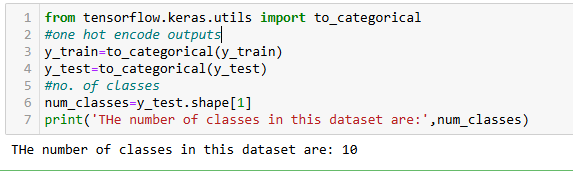 1 from tensorflow.keras.utils import to_categorical
2 #one hot encode outputs
3 y_train=to_categorical(y_train)
4 y_test=to_categorical(y_test)
5 #no. of classes
6 num_classes=y_test.shape[1]
7 print('THe number of classes in this dataset are:',num_classes)
THe number of classes in this dataset are: 10